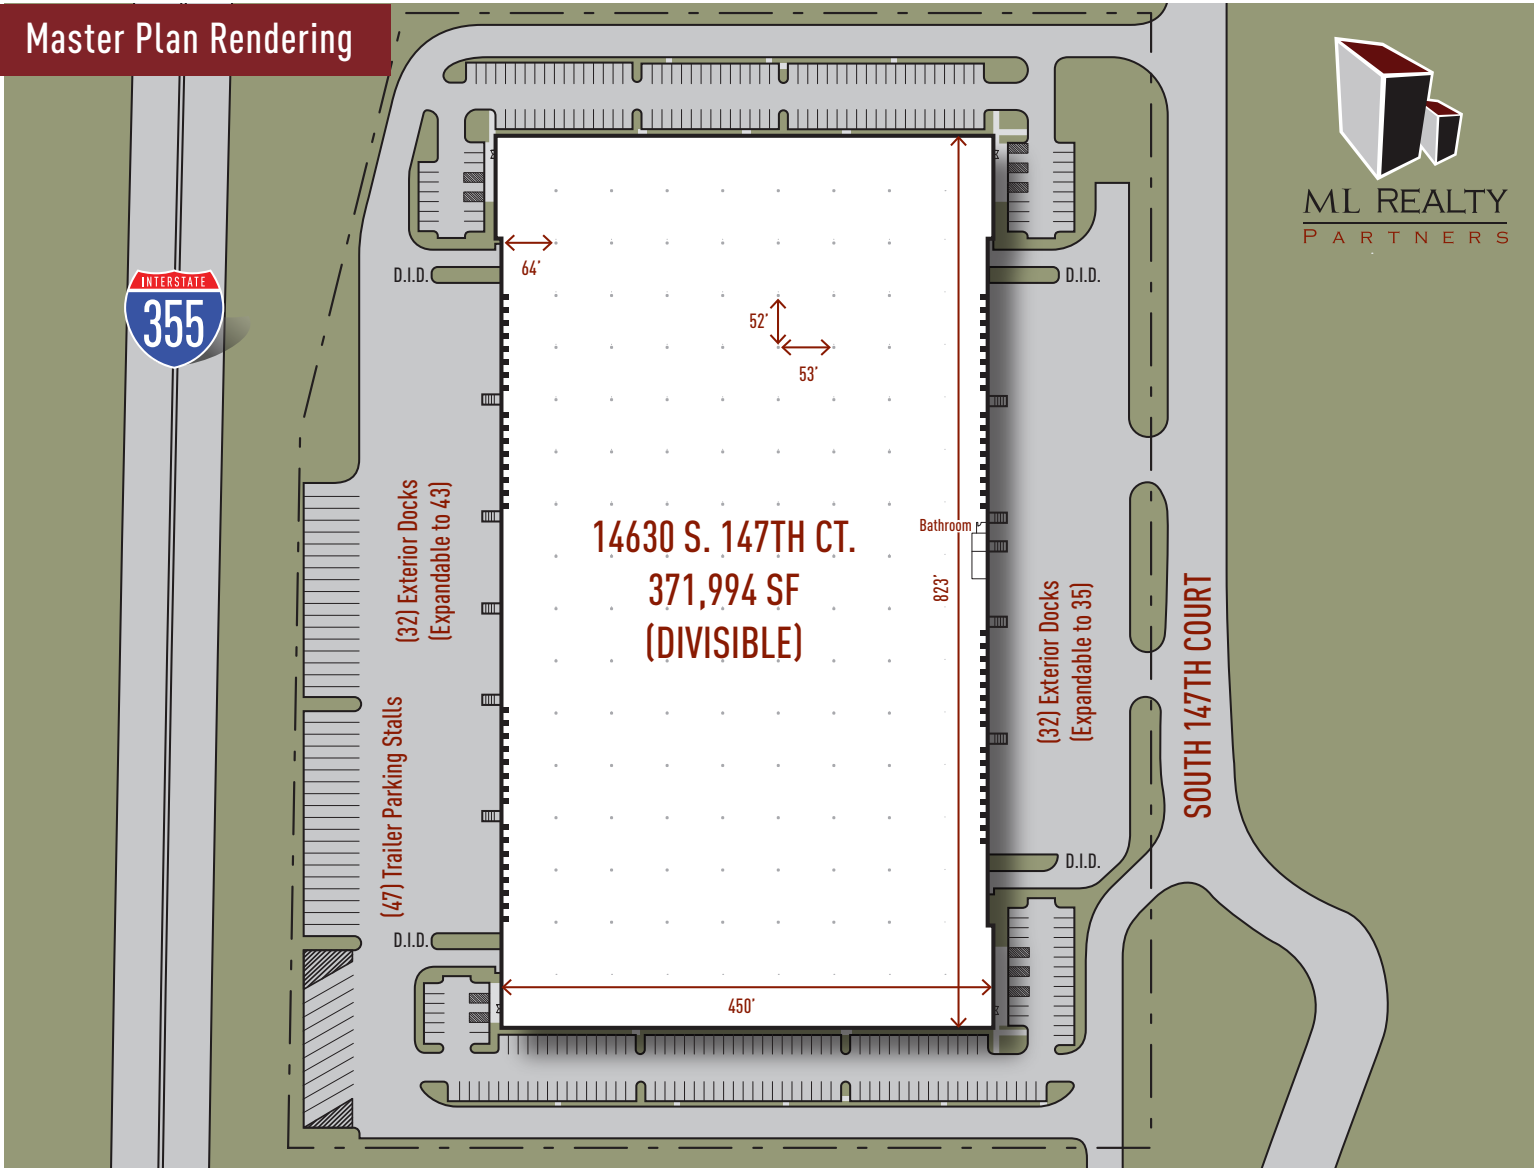 Master Plan Rendering
ML REALTY
PARTNERS
INTERSTATE
355
D.I.D.
D.I.D.
64'
52'
53'
(32) Exterior Docks
(Expandable to 43)
14630 S. 147TH CT.
371,994 SF
(DIVISIBLE)
Bathroom
823'
(32) Exterior Docks
(Expandable to 35)
SOUTH 147TH COURT
(47) Trailer Parking Stalls
D.I.D.
D.I.D.
450'